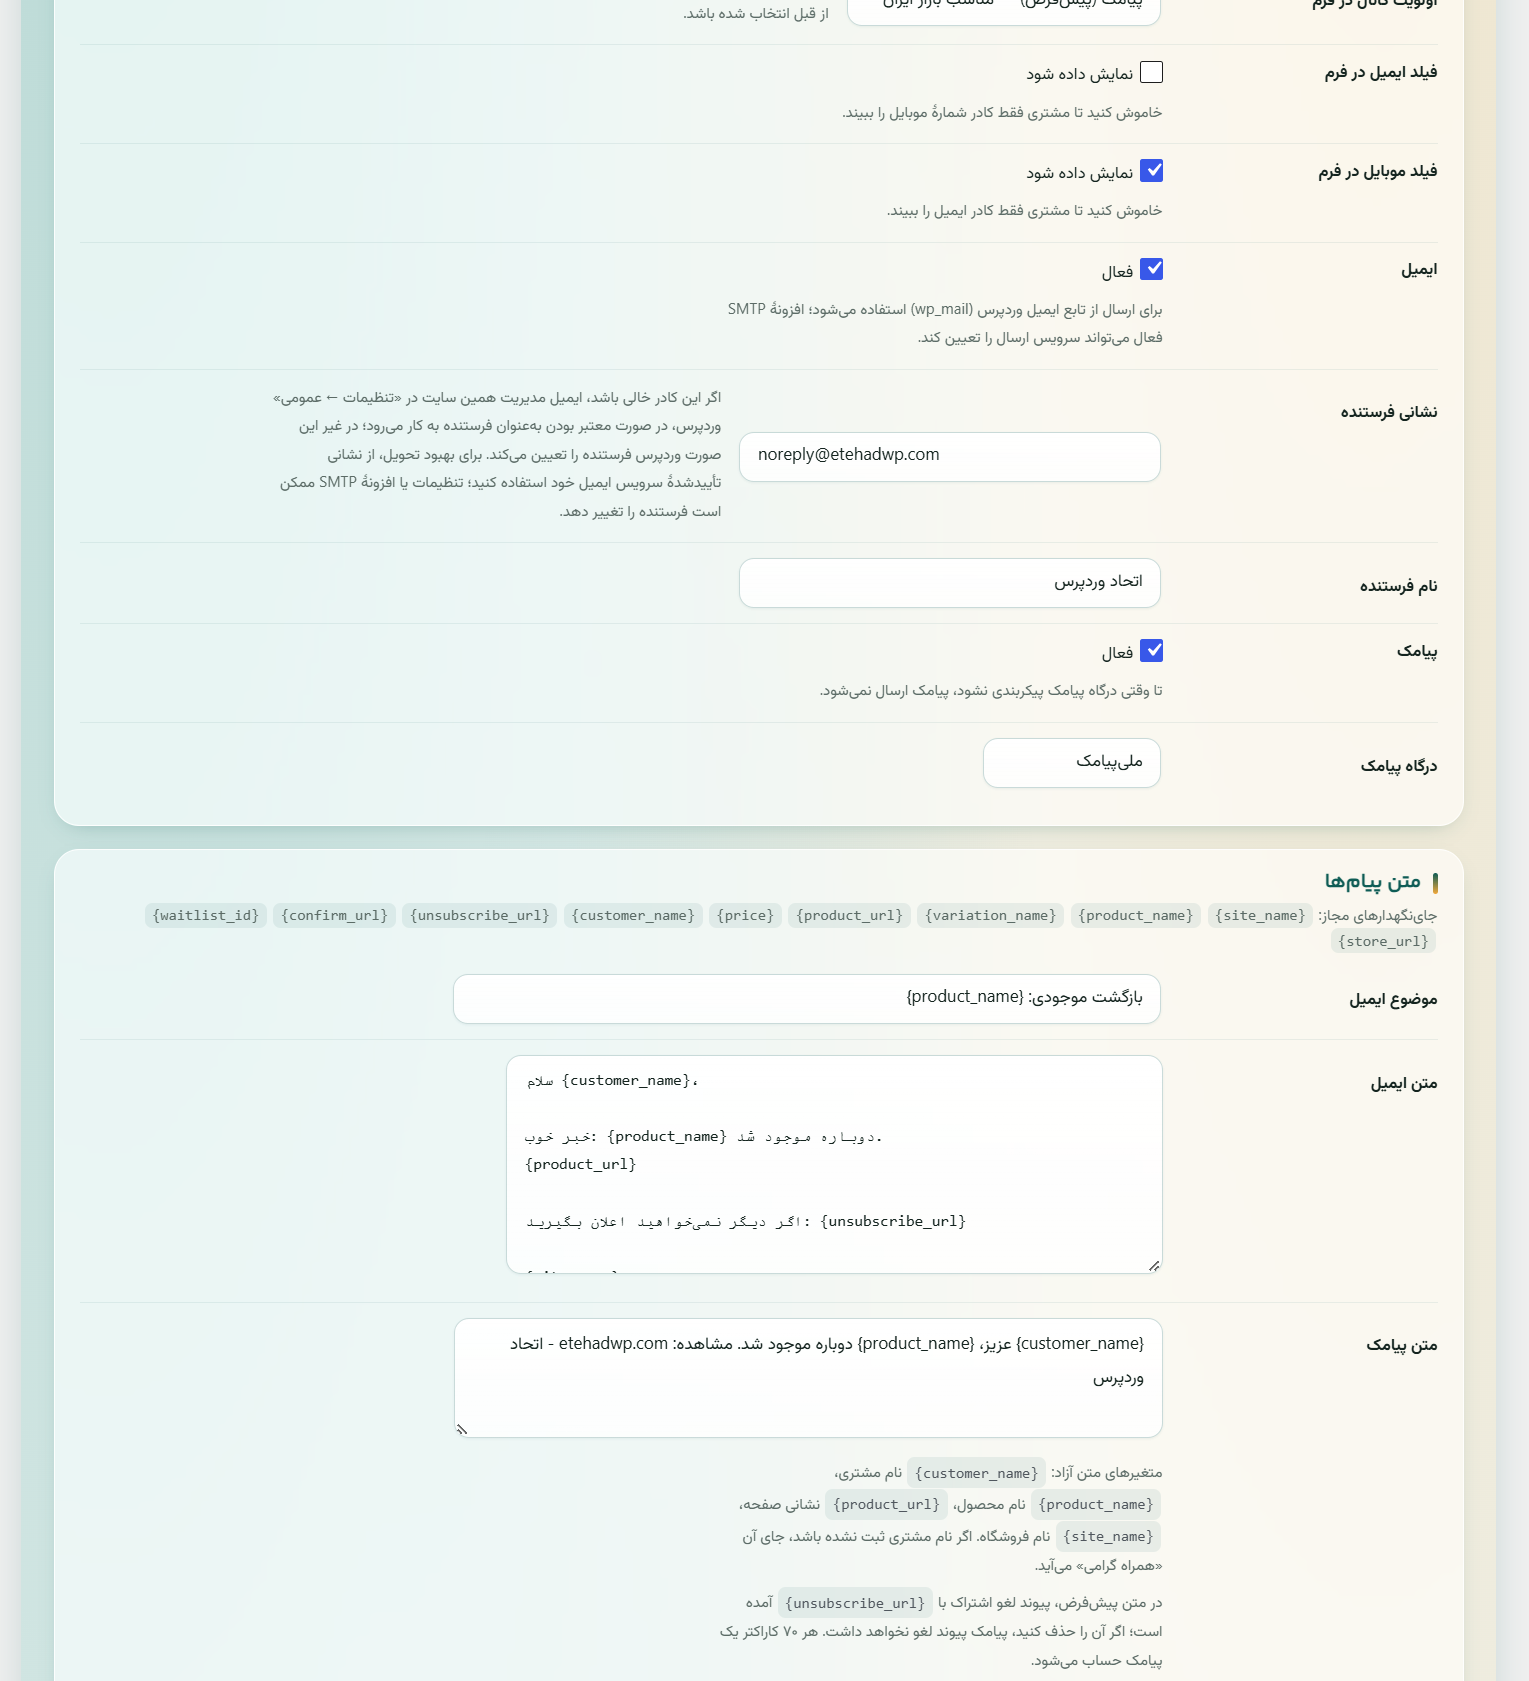 اولویت کانال در فرم
پیامک (پیش‌فرض) — مناسب بازار ایران
از قبل انتخاب شده باشد.
فیلد ایمیل در فرم
نمایش داده شود
خاموش کنید تا مشتری فقط کادر شمارهٔ موبایل را ببیند.
فیلد موبایل در فرم
نمایش داده شود
خاموش کنید تا مشتری فقط کادر ایمیل را ببیند.
ایمیل
فعال
برای ارسال از تابع ایمیل وردپرس (wp_mail) استفاده می‌شود؛ افزونهٔ SMTP
فعال می‌تواند سرویس ارسال را تعیین کند.
نشانی فرستنده
noreply@etehadwp.com
اگر این کادر خالی باشد، ایمیل مدیریت همین سایت در «تنظیمات ← عمومی»
وردپرس، در صورت معتبر بودن به‌عنوان فرستنده به کار می‌رود؛ در غیر این
صورت وردپرس فرستنده را تعیین می‌کند. برای بهبود تحویل، از نشانی
تأییدشدهٔ سرویس ایمیل خود استفاده کنید؛ تنظیمات یا افزونهٔ SMTP ممکن
است فرستنده را تغییر دهد.
نام فرستنده
اتحاد وردپرس
پیامک
فعال
تا وقتی درگاه پیامک پیکربندی نشود، پیامک ارسال نمی‌شود.
درگاه پیامک
ملی‌پیامک
متن پیام‌ها
جای‌نگهدارهای مجاز: {site_name} {product_name} {variation_name} {product_url} {price} {customer_name} {unsubscribe_url} {confirm_url} {waitlist_id}
{store_url}
موضوع ایمیل
بازگشت موجودی: {product_name}
متن ایمیل
سلام {customer_name}،
خبر خوب: {product_name} دوباره موجود شد.
{product_url}
اگر دیگر نمی‌خواهید اعلان بگیرید: {unsubscribe_url}
متن پیامک
{customer_name} عزیز، {product_name} دوباره موجود شد. مشاهده: etehadwp.com - اتحاد
وردپرس
متغیرهای متن آزاد: {customer_name} نام مشتری،
{product_name} نام محصول، {product_url} نشانی صفحه،
{site_name} نام فروشگاه. اگر نام مشتری ثبت نشده باشد، جای آن
«همراه گرامی» می‌آید.
در متن پیش‌فرض، پیوند لغو اشتراک با {unsubscribe_url} آمده
است؛ اگر آن را حذف کنید، پیامک پیوند لغو نخواهد داشت. هر ۷۰ کاراکتر یک
پیامک حساب می‌شود.